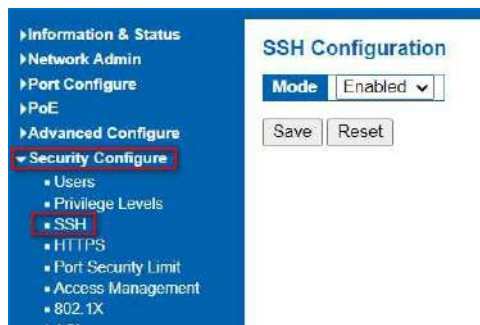 Information & Status
Network Admin
Port Configure
PoE
Advanced Configure
Security Configure
Users
Privilege Levels
SSH
HTTPS
Port Security Limit
Access Management
802.1X
SSH Configuration
Mode Enabled
Save Reset